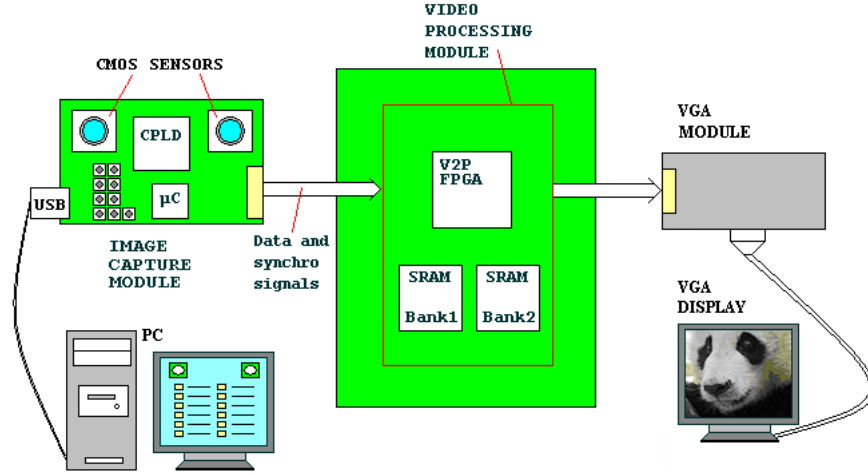 VIDEO
PROCESSING
MODULE
CMOS SENSORS
CPLD
µC
USB
IMAGE
CAPTURE
MODULE
Data and
synchro
signals
V2P
FPGA
SRAM
Bank1
SRAM
Bank2
VGA
MODULE
VGA
DISPLAY
PC